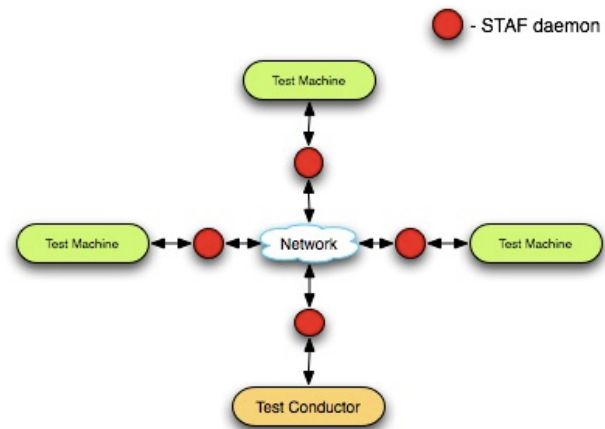 - STAF daemon
Test Machine
Test Machine
Network
Test Machine
Test Conductor